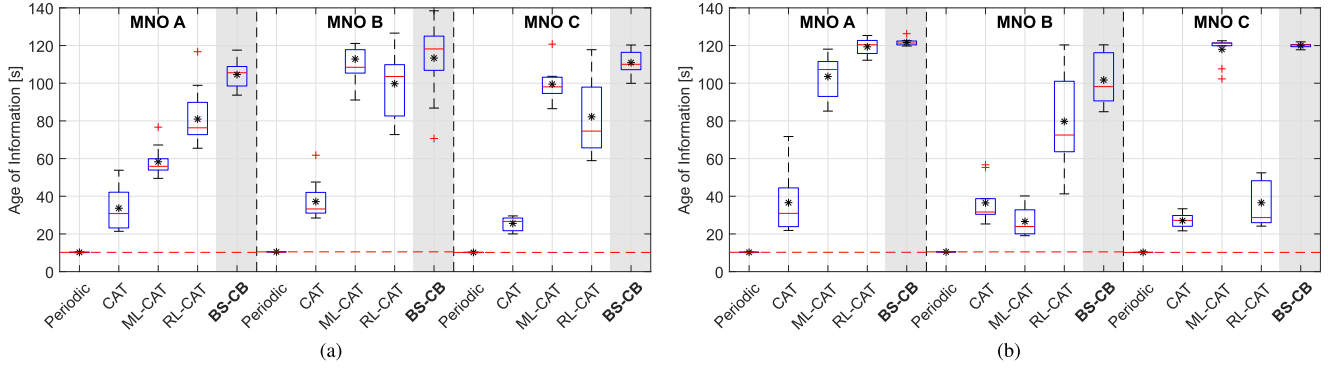 MNO A MNO B MNO C
Age of Information [s]
140
120
100
80
60
40
20
0
Periodic
CAT
ML-CAT
RL-CAT
BS-CB
Periodic
CAT
ML-CAT
RL-CAT
BS-CB
Periodic
CAT
ML-CAT
RL-CAT
BS-CB
(a)
MNO A MNO B MNO C
Age of Information [s]
140
120
100
80
60
40
20
0
Periodic
CAT
ML-CAT
RL-CAT
BS-CB
Periodic
CAT
ML-CAT
RL-CAT
BS-CB
Periodic
CAT
ML-CAT
RL-CAT
BS-CB
(b)